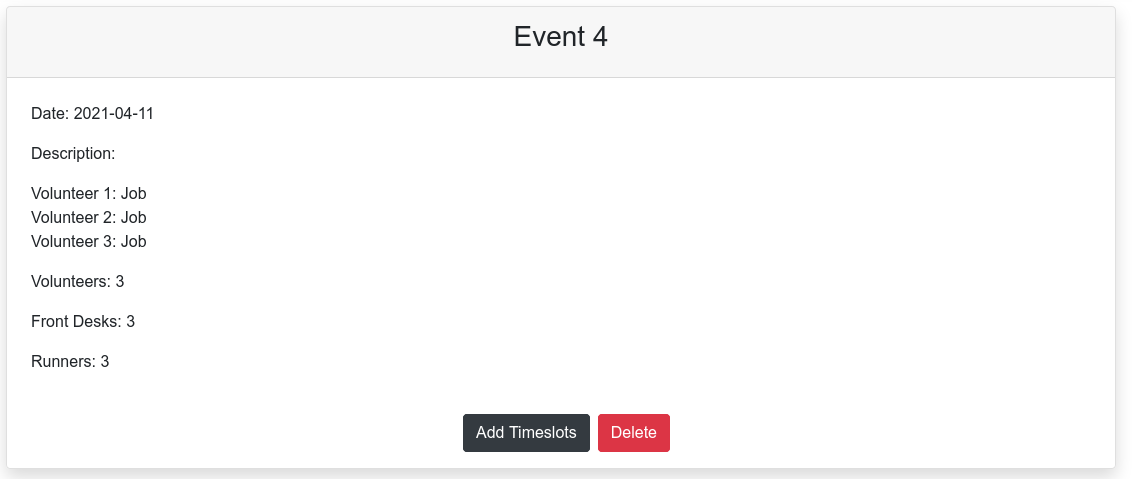 Event 4
Date: 2021-04-11
Description:
Volunteer 1: Job
Volunteer 2: Job
Volunteer 3: Job
Volunteers: 3
Front Desks: 3
Runners: 3
Add Timeslots
Delete